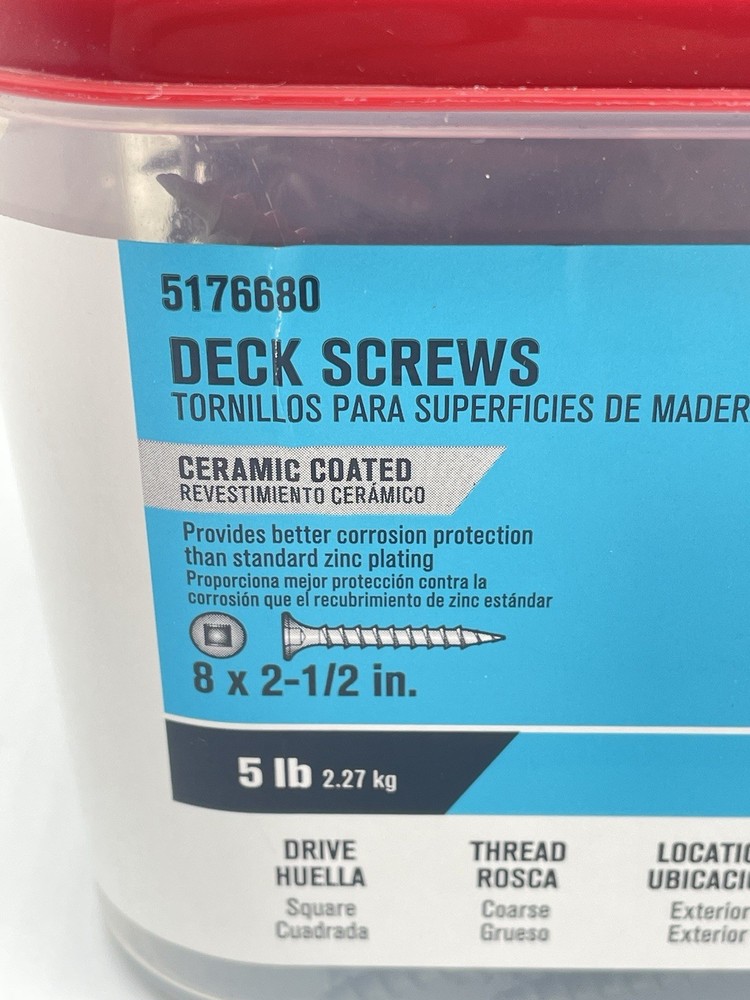 5176680
DECK SCREWS
TORNILLOS PARA SUPERFICIES DE MADER
CERAMIC COATED
REVESTIMIENTO CERÁMICO
Provides better corrosion protection
than standard zinc plating
Proporciona mejor protección contra la
corrosión que el recubrimiento de zinc estándar
8 x 2-1/2 in.
5 lb 2.27 kg
DRIVE THREAD LOCATIO
HUELLA ROSCA UBICACI
Square Coarse Exterior
Cuadrada Grueso Exterior